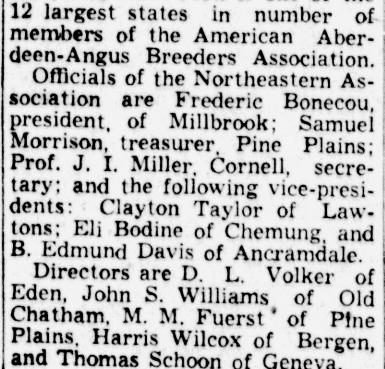 12 largest states in number of
members of the American Aber-
deen-Angus Breeders Association.
Officials of the Northeastern As-
sociation are Frederic Bonecou,
president, of Millbrook; Samuel
Morrison, treasurer, Pine Plains;
Prof. J. I. Miller, Cornell, secre-
tary; and the following vice-presi-
dents: Clayton Taylor of Law-
tons; Eli Bodine of Chemung, and
B. Edmund Davis of Ancramdale.
Directors are D. L. Volker of
Eden, John S. Williams of Old
Chatham, M. M. Fuerst of Pine
Plains, Harris Wilcox of Bergen,
and Thomas Schoon of Geneva.